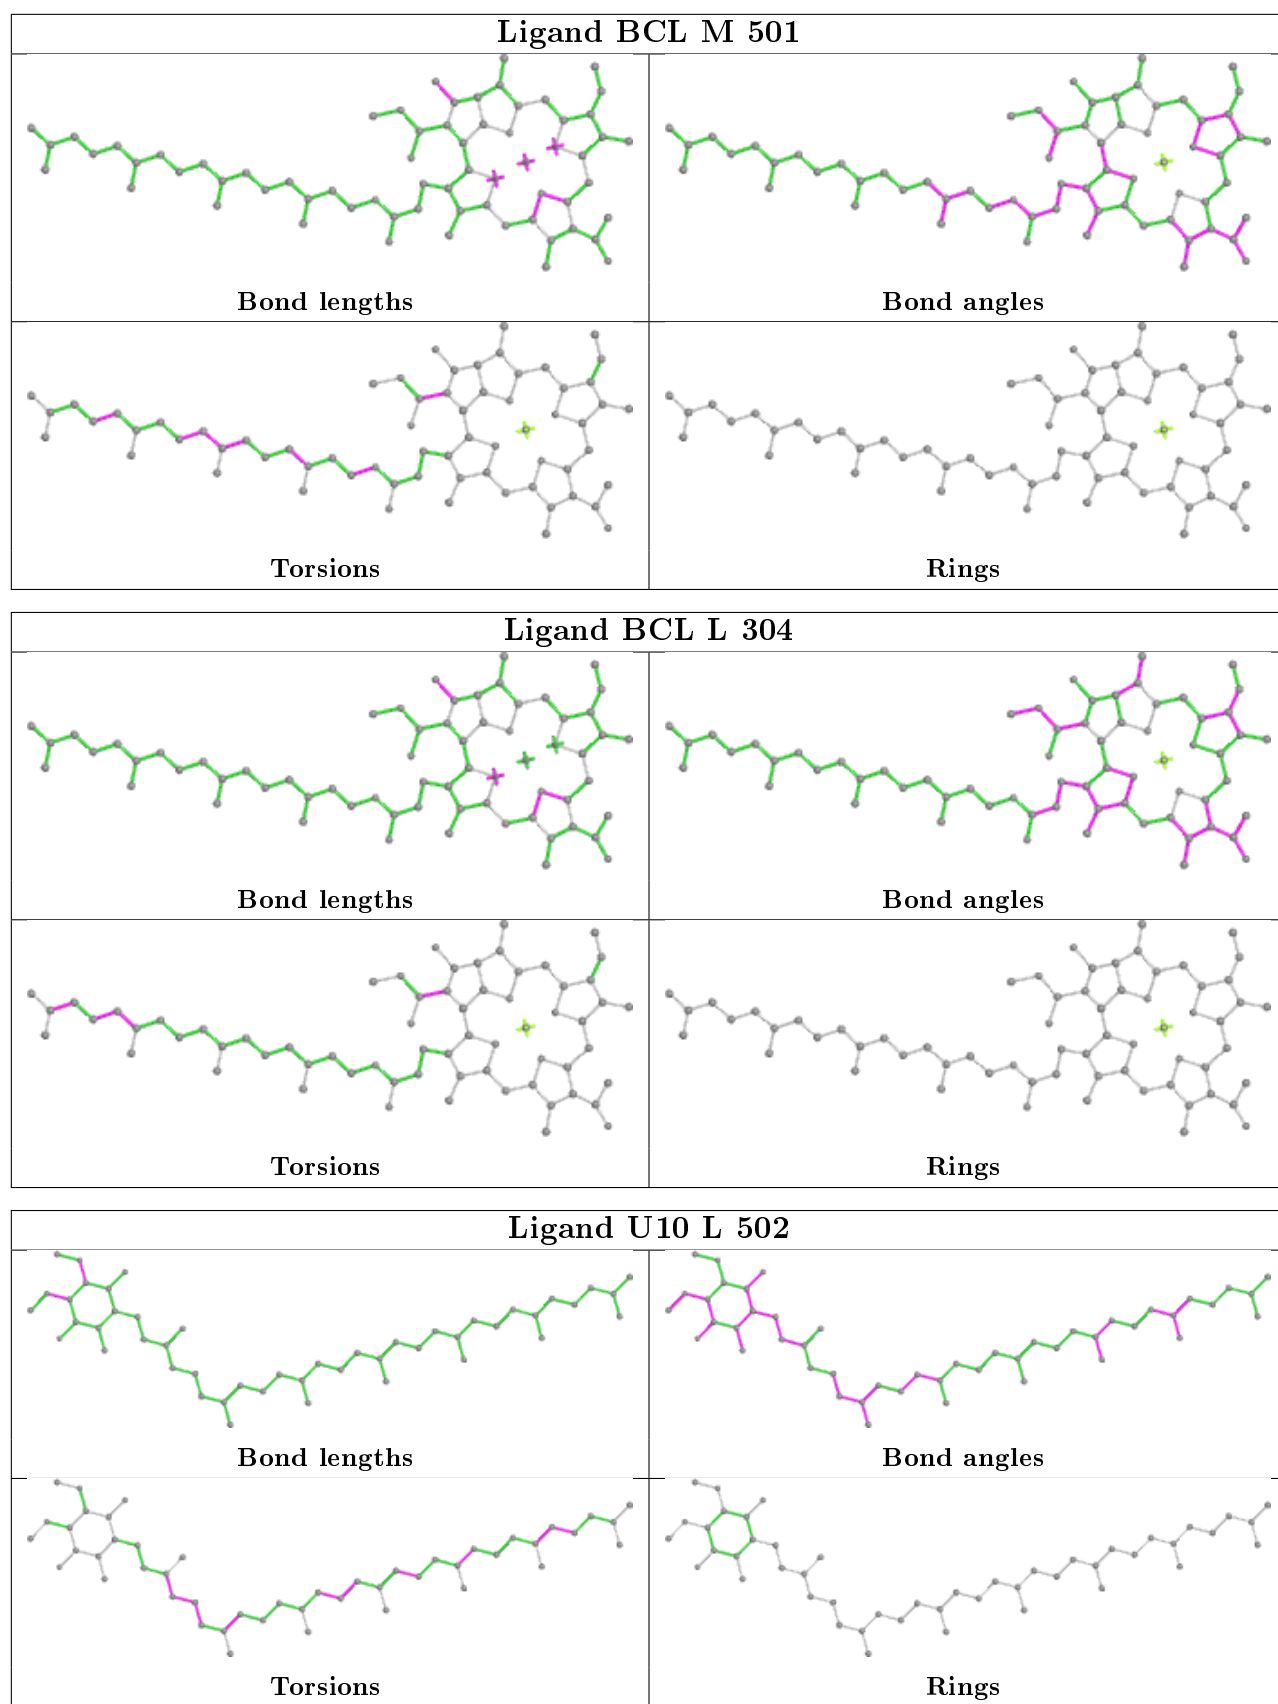 Ligand BCL M 501
Bond lengths
Bond angles
Torsions
Rings
Ligand BCL L 304
Bond lengths
Bond angles
Torsions
Rings
Ligand U10 L 502
Bond lengths
Bond angles
Torsions
Rings